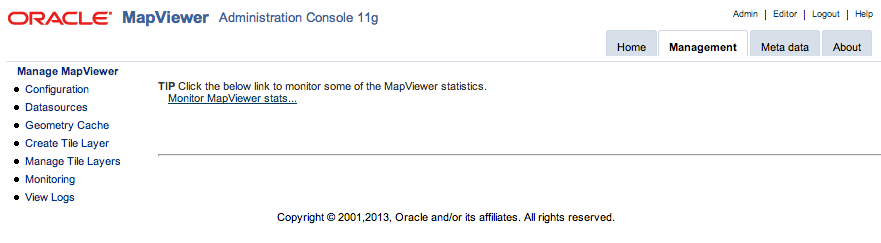 ORACLE MapViewer Administration Console 11g
Admin | Editor | Logout | Help
Home Management Meta data About
Manage MapViewer
Configuration
Datasources
Geometry Cache
Create Tile Layer
Manage Tile Layers
Monitoring
View Logs
TIP Click the below link to monitor some of the MapViewer statistics.
Monitor MapViewer stats...
Copyright © 2001,2013, Oracle and/or its affiliates. All rights reserved.